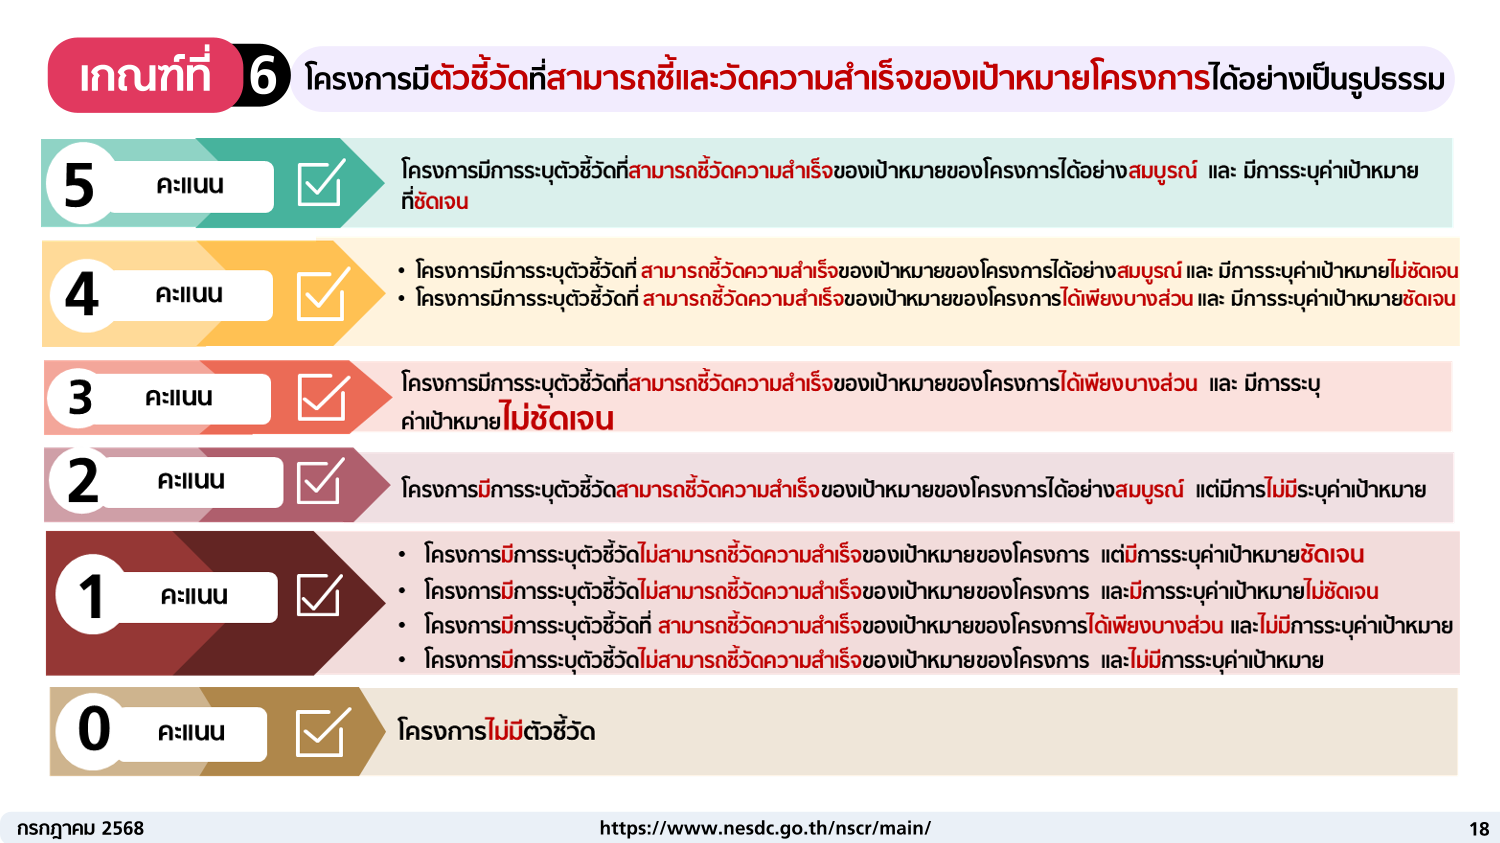 เกณฑ์ที่ 6 โครงการมีตัวชี้วัดที่สามารถชี้และวัดความสำเร็จของเป้าหมายโครงการได้อย่างเป็นรูปธรรม
5 คะแนน
โครงการมีการระบุตัวชี้วัดที่สามารถชี้วัดความสำเร็จของเป้าหมายของโครงการได้อย่างสมบูรณ์ และ มีการระบุค่าเป้าหมาย
ที่ชัดเจน
4 คะแนน
• โครงการมีการระบุตัวชี้วัดที่ สามารถชี้วัดความสำเร็จของเป้าหมายของโครงการได้อย่างสมบูรณ์ และ มีการระบุค่าเป้าหมายไม่ชัดเจน
• โครงการมีการระบุตัวชี้วัดที่ สามารถชี้วัดความสำเร็จของเป้าหมายของโครงการได้เพียงบางส่วน และ มีการระบุค่าเป้าหมายชัดเจน
3 คะแนน
โครงการมีการระบุตัวชี้วัดที่สามารถชี้วัดความสำเร็จของเป้าหมายของโครงการได้เพียงบางส่วน และ มีการระบุ
ค่าเป้าหมายไม่ชัดเจน
2 คะแนน
โครงการมีการระบุตัวชี้วัดสามารถชี้วัดความสำเร็จของเป้าหมายของโครงการได้อย่างสมบูรณ์ แต่มีการไม่มีระบุค่าเป้าหมาย
1 คะแนน
• โครงการมีการระบุตัวชี้วัดไม่สามารถชี้วัดความสำเร็จของเป้าหมายของโครงการ แต่มีการระบุค่าเป้าหมายชัดเจน
• โครงการมีการระบุตัวชี้วัดไม่สามารถชี้วัดความสำเร็จของเป้าหมายของโครงการ และมีการระบุค่าเป้าหมายไม่ชัดเจน
• โครงการมีการระบุตัวชี้วัดที่ สามารถชี้วัดความสำเร็จของเป้าหมายของโครงการได้เพียงบางส่วน และไม่มีการระบุค่าเป้าหมาย
• โครงการมีการระบุตัวชี้วัดไม่สามารถชี้วัดความสำเร็จของเป้าหมายของโครงการ และไม่มีการระบุค่าเป้าหมาย
0 คะแนน
โครงการไม่มีตัวชี้วัด
กรกฎาคม 2568
https://www.nesdc.go.th/nscr/main/
18